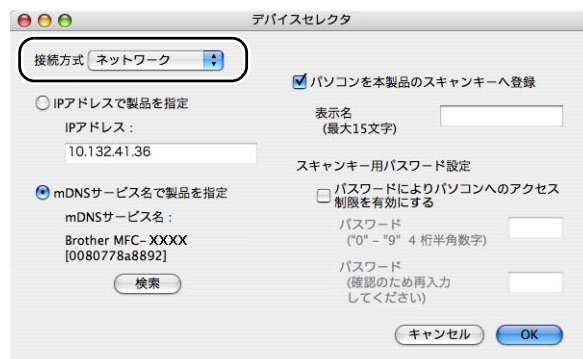 デバイスセレクタ
接続方式 ネットワーク
IPアドレスで製品を指定
IPアドレス：
10.132.41.36
mDNSサービス名で製品を指定
mDNSサービス名：
Brother MFC-XXXX
[0080778a8892]
検索
パソコンを本製品のスキャンキーへ登録
表示名
(最大15文字)
スキャンキー用パスワード設定
パスワードによりパソコンへのアクセス
制限を有効にする
パスワード
("0" – "9" 4 桁半角数字)
パスワード
(確認のため再入力
してください)
キャンセル OK